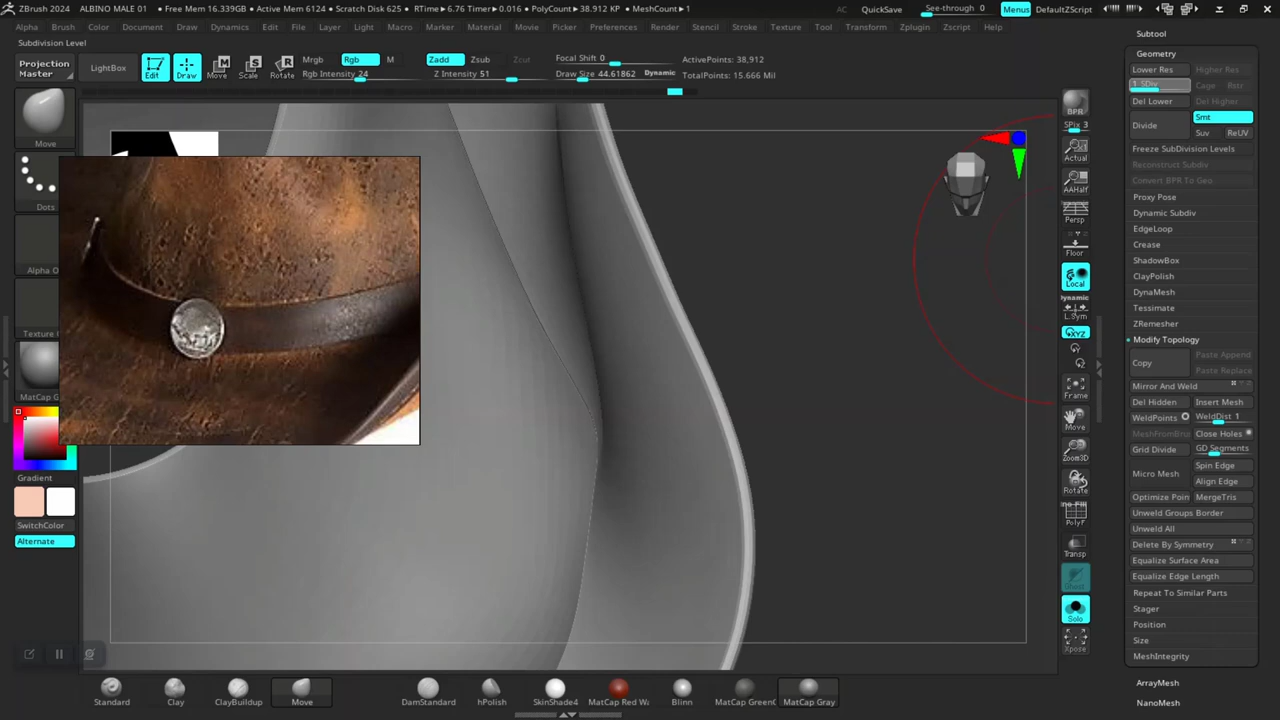 ZBrush 2024 ALBINO MALE 01 • Free Mem 16.339GB • Active Mem 6124 • Scratch Disk 625 • RTime▸6.76 Timer▸0.016 • PolyCount▸38.912 KP • MeshCount▸1 AC QuickSave See-through 0 Menus DefaultZScript
Alpha Brush Color Document Draw Dynamics Edit File Layer Light Macro Marker Material Movie Picker Preferences Render Stencil Stroke Texture Tool Transform Zplugin Zscript Help
Subdivision Level
Projection Master
LightBox
Edit
Draw
Move
Scale
Rotate
Mrgb Rgb M
Rgb Intensity 24
Zadd Zsub Zcut
Z Intensity 51
Focal Shift 0
Draw Size 44.61862 Dynamic
ActivePoints: 38,912
TotalPoints: 15.666 Mil
Move
Dots
Alpha O
Texture
MatCap G
Gradient
SwitchColor
Alternate
BPR
SPix 3
Actual
AAHalf
Persp
Floor
Local
Dynamic
L.Sym
XYZ
Frame
Move
Zoom3D
Rotate
PolyF
Transp
Ghost
Solo
Xpose
Subtool
Geometry
Lower Res Higher Res
1 SDiv Cage Rstr
Del Lower Del Higher
Divide
Smt
Suv ReUV
Freeze SubDivision Levels
Reconstruct Subdiv
Convert BPR To Geo
Proxy Pose
Dynamic Subdiv
EdgeLoop
Crease
ShadowBox
ClayPolish
DynaMesh
Tessimate
ZRemesher
Modify Topology
Copy
Paste Append
Paste Replace
Mirror And Weld
Del Hidden Insert Mesh
WeldPoints WeldDist 1
MeshFromBru Close Holes
Grid Divide GD Segments
Micro Mesh
Spin Edge
Align Edge
Optimize Poin MergeTris
Unweld Groups Border
Unweld All
Delete By Symmetry
Equalize Surface Area
Equalize Edge Length
Repeat To Similar Parts
Stager
Position
Size
MeshIntegrity
ArrayMesh
NanoMesh
Standard Clay ClayBuildup Move DamStandard hPolish SkinShade4 MatCap Red Wa Blinn MatCap GreenC MatCap Gray